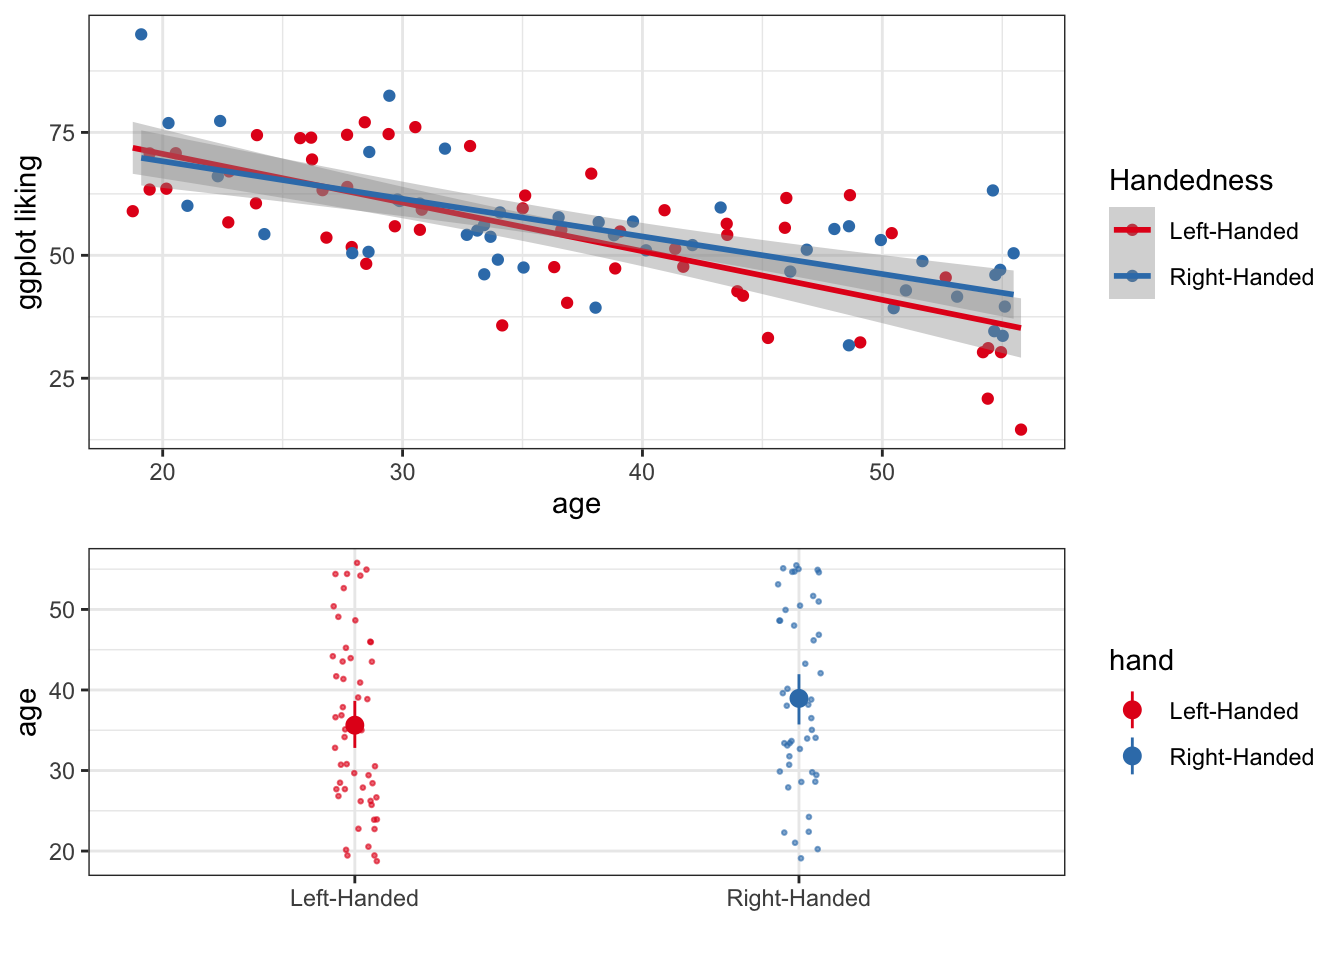 ggplot liking
75
50
25
20 30 40 50
age
Handedness
Left-Handed
Right-Handed
age
50
40
30
20
Left-Handed Right-Handed
hand
Left-Handed
Right-Handed